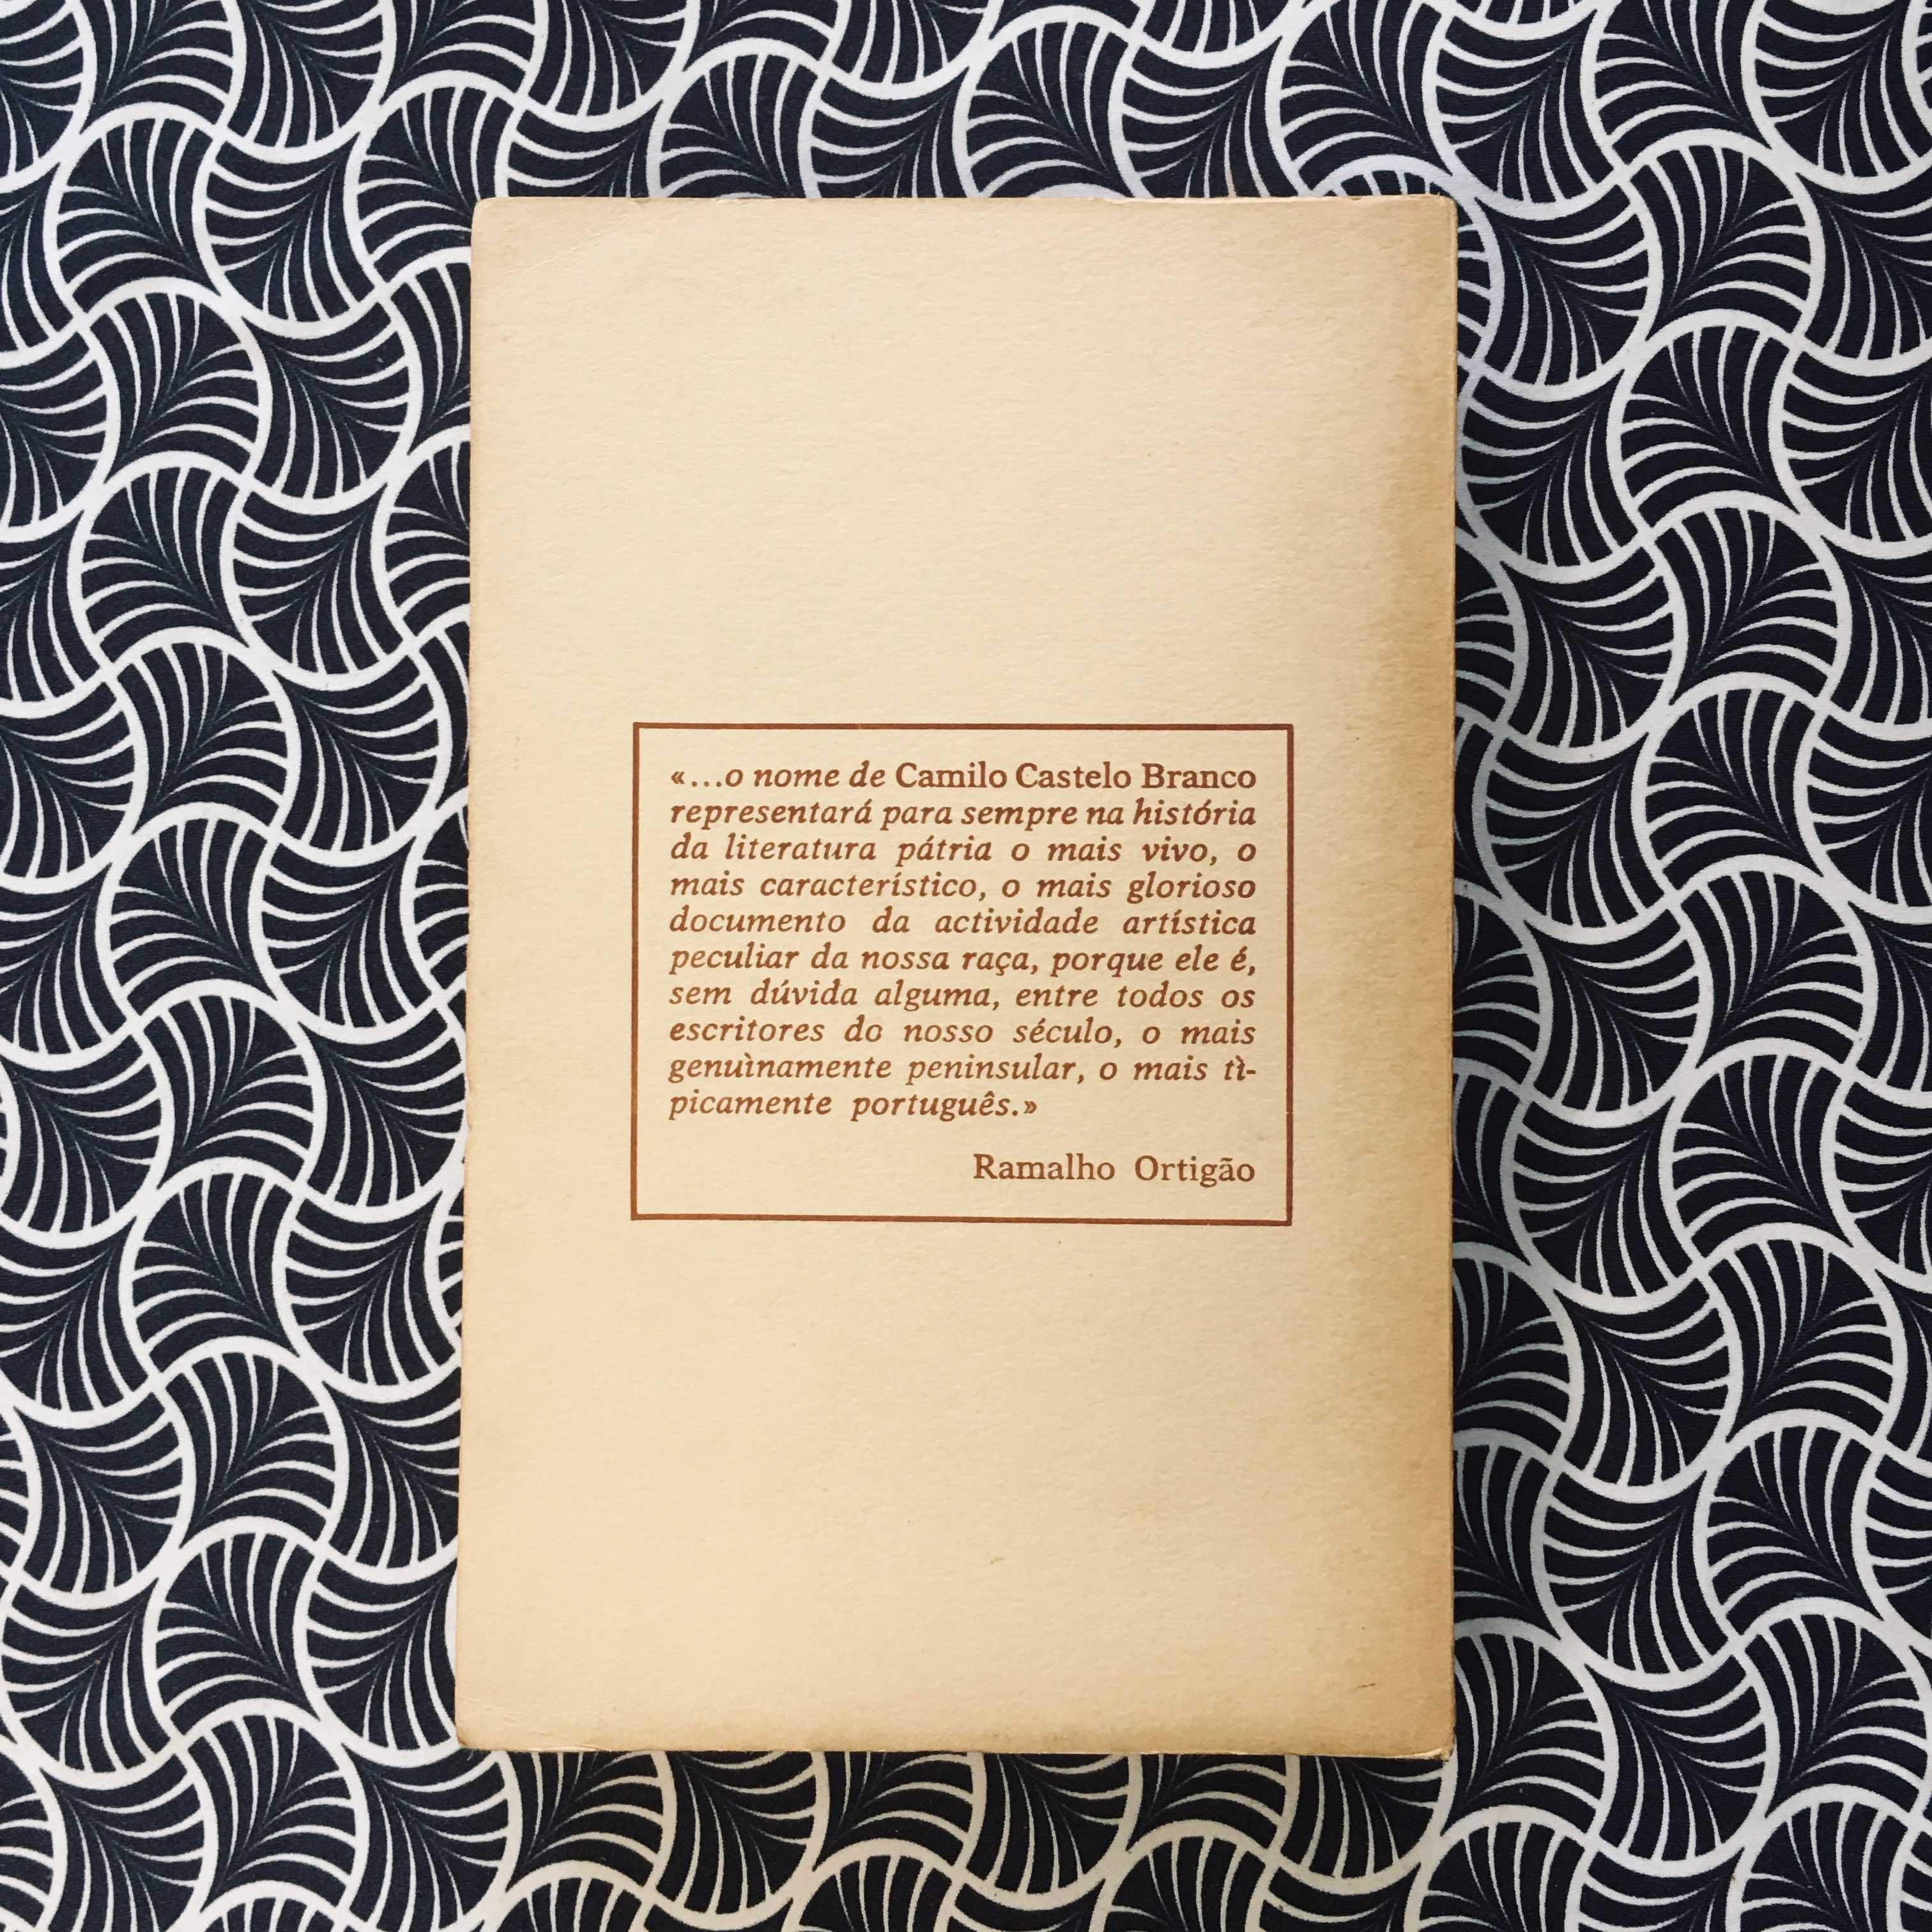 «...o nome de Camilo Castelo Branco
representará para sempre na história
da literatura pátria o mais vivo, o
mais característico, o mais glorioso
documento da actividade artística
peculiar da nossa raça, porque ele é,
sem dúvida alguma, entre todos os
escritores do nosso século, o mais
genuìnamente peninsular, o mais tì-
picamente português.»
Ramalho Ortigão